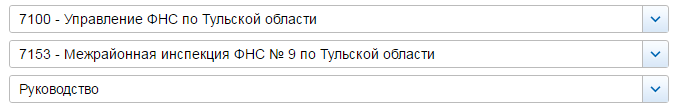 7100 - Управление ФНС по Тульской области
7153 - Межрайонная инспекция ФНС № 9 по Тульской области
Руководство